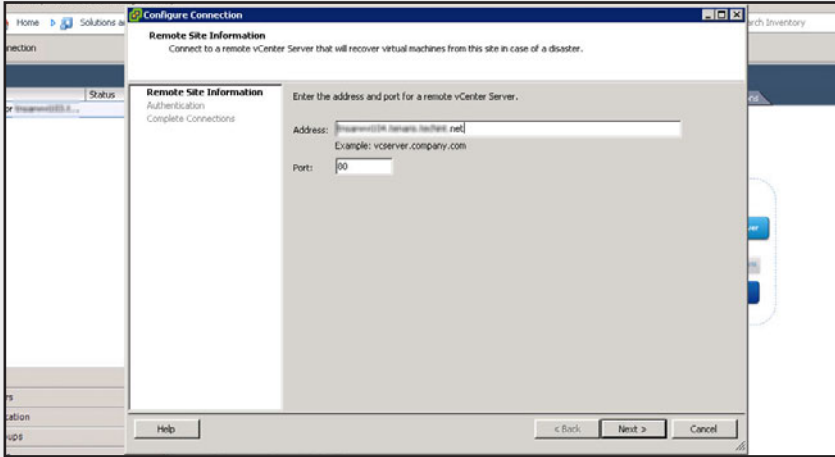 Configure Connection
Home
Solutions a
arch Inventory
Remote Site Information
Connect to a remote vCenter Server that will recover virtual machines from this site in case of a disaster.
nection
Status
Remote Site Information
Authentication
Complete Connections
Enter the address and port for a remote vCenter Server.
Address:
.net
Example: vcserver.company.com
Port:
80
cation
oups
Help
< Back
Next >
Cancel